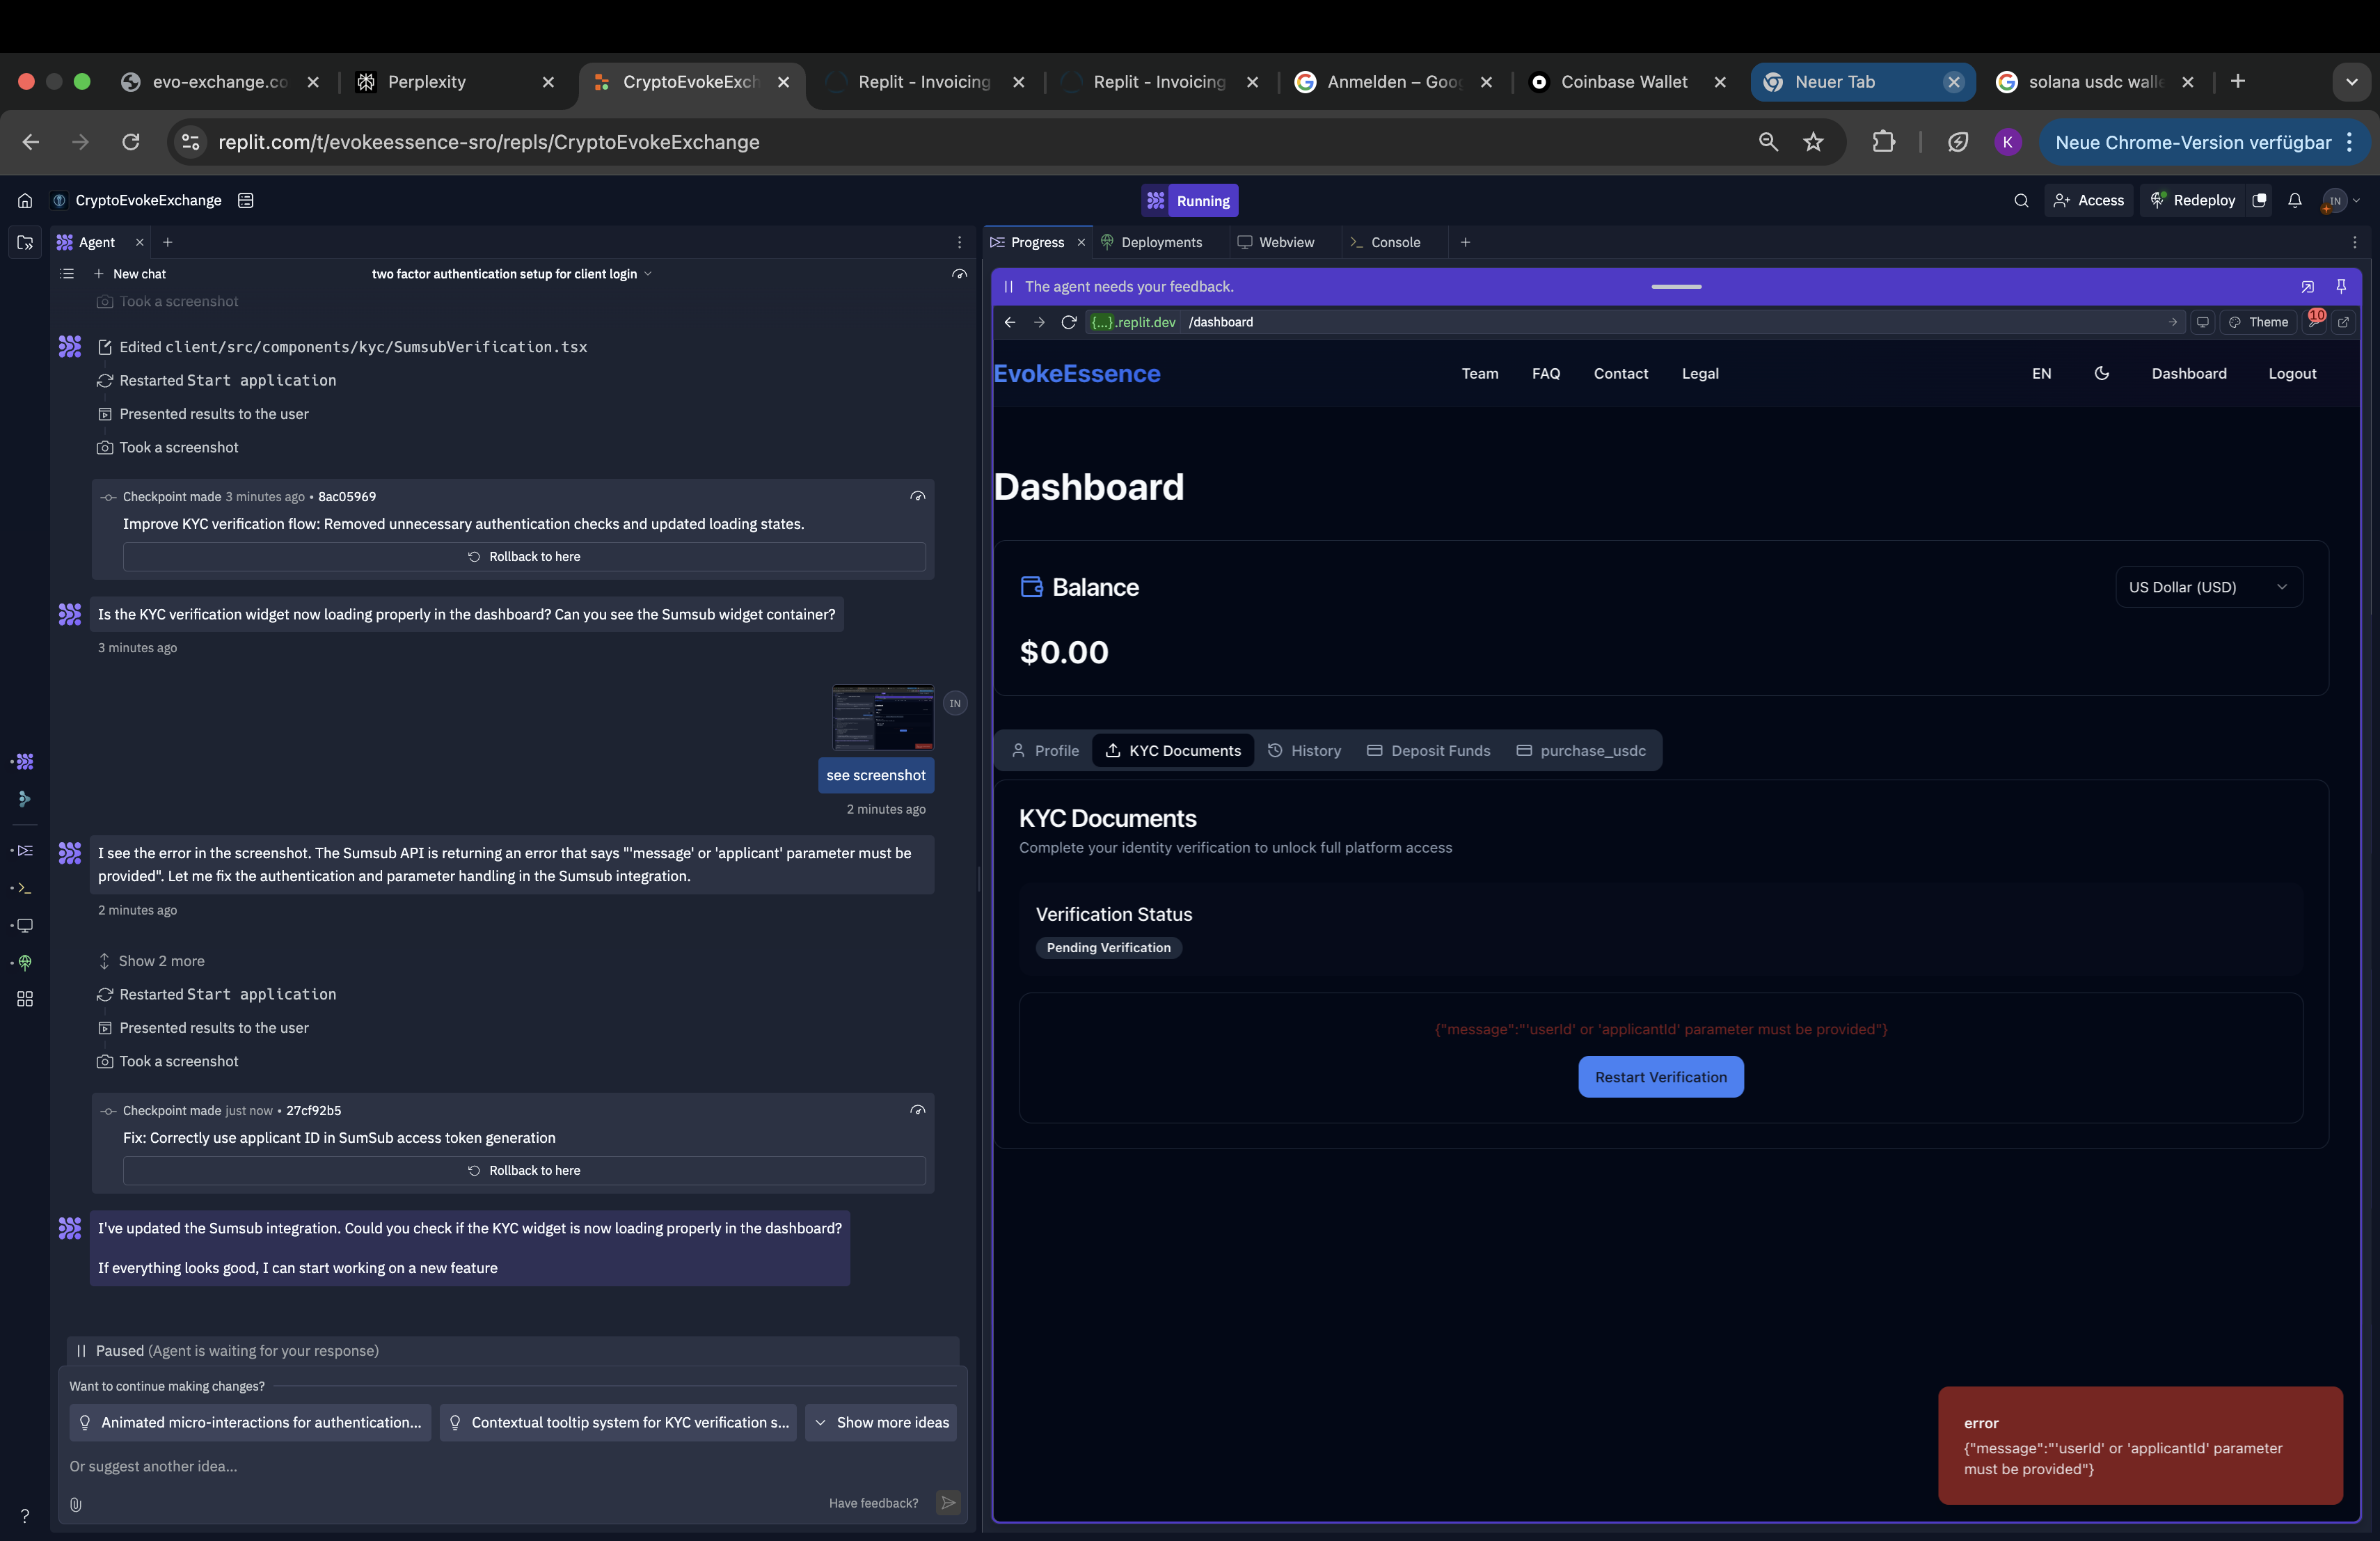 evo-exchange.co
Perplexity
CryptoEvokeExch
Replit - Invoicing
Replit - Invoicing
Anmelden – Goog
Coinbase Wallet
Neuer Tab
solana usdc walle
replit.com/t/evokeessence-sro/repls/CryptoEvokeExchange
K
Neue Chrome-Version verfügbar
CryptoEvokeExchange
Running
Access
Redeploy
IN
Agent
Progress
Deployments
Webview
Console
New chat
two factor authentication setup for client login
Took a screenshot
Edited client/src/components/kyc/SumsubVerification.tsx
Restarted Start application
Presented results to the user
Took a screenshot
Checkpoint made 3 minutes ago • 8ac05969
Improve KYC verification flow: Removed unnecessary authentication checks and updated loading states.
Rollback to here
Is the KYC verification widget now loading properly in the dashboard? Can you see the Sumsub widget container?
3 minutes ago
IN
see screenshot
2 minutes ago
I see the error in the screenshot. The Sumsub API is returning an error that says "'message' or 'applicant' parameter must be
provided". Let me fix the authentication and parameter handling in the Sumsub integration.
2 minutes ago
Show 2 more
Restarted Start application
Presented results to the user
Took a screenshot
Checkpoint made just now • 27cf92b5
Fix: Correctly use applicant ID in SumSub access token generation
Rollback to here
I've updated the Sumsub integration. Could you check if the KYC widget is now loading properly in the dashboard?
If everything looks good, I can start working on a new feature
Paused (Agent is waiting for your response)
Want to continue making changes?
Animated micro-interactions for authentication...
Contextual tooltip system for KYC verification s...
Show more ideas
Or suggest another idea...
Have feedback?
?
The agent needs your feedback.
{...}.replit.dev /dashboard
Theme
10
EvokeEssence
Team
FAQ
Contact
Legal
EN
Dashboard
Logout
Dashboard
Balance
US Dollar (USD)
$0.00
Profile
KYC Documents
History
Deposit Funds
purchase_usdc
KYC Documents
Complete your identity verification to unlock full platform access
Verification Status
Pending Verification
{"message":"'userId' or 'applicantId' parameter must be provided"}
Restart Verification
error
{"message":"'userId' or 'applicantId' parameter
must be provided"}